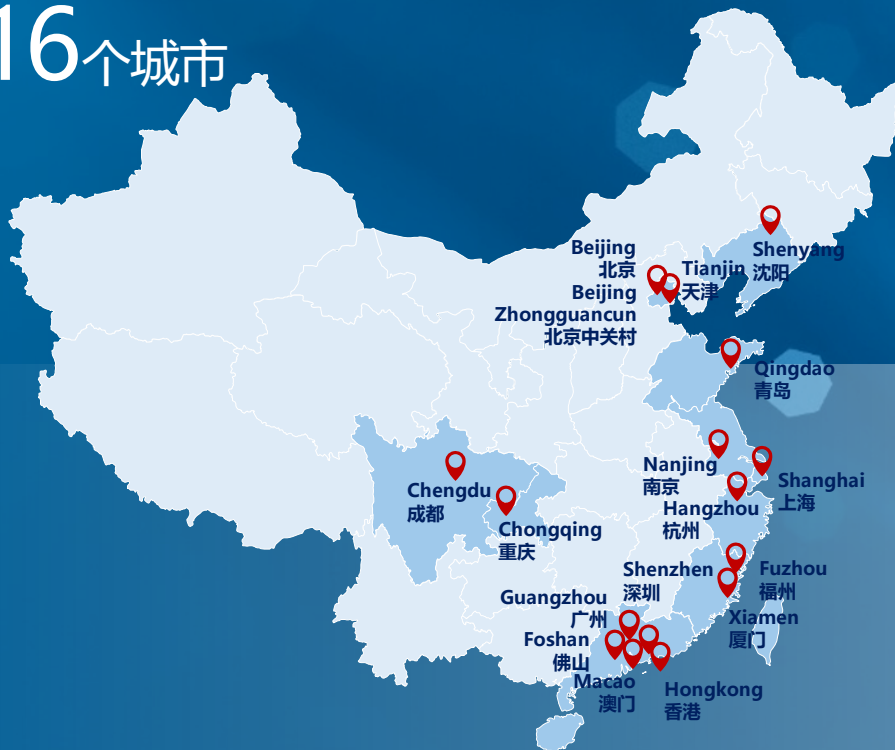 16个城市
Beijing
北京
Beijing
Zhongguancun
北京中关村
Tianjin
天津
Shenyang
沈阳
Qingdao
青岛
Nanjing
南京
Shanghai
上海
Hangzhou
杭州
Chengdu
成都
Chongqing
重庆
Shenzhen
深圳
Fuzhou
福州
Guangzhou
广州
Xiamen
厦门
Foshan
佛山
Macao
澳门
Hongkong
香港